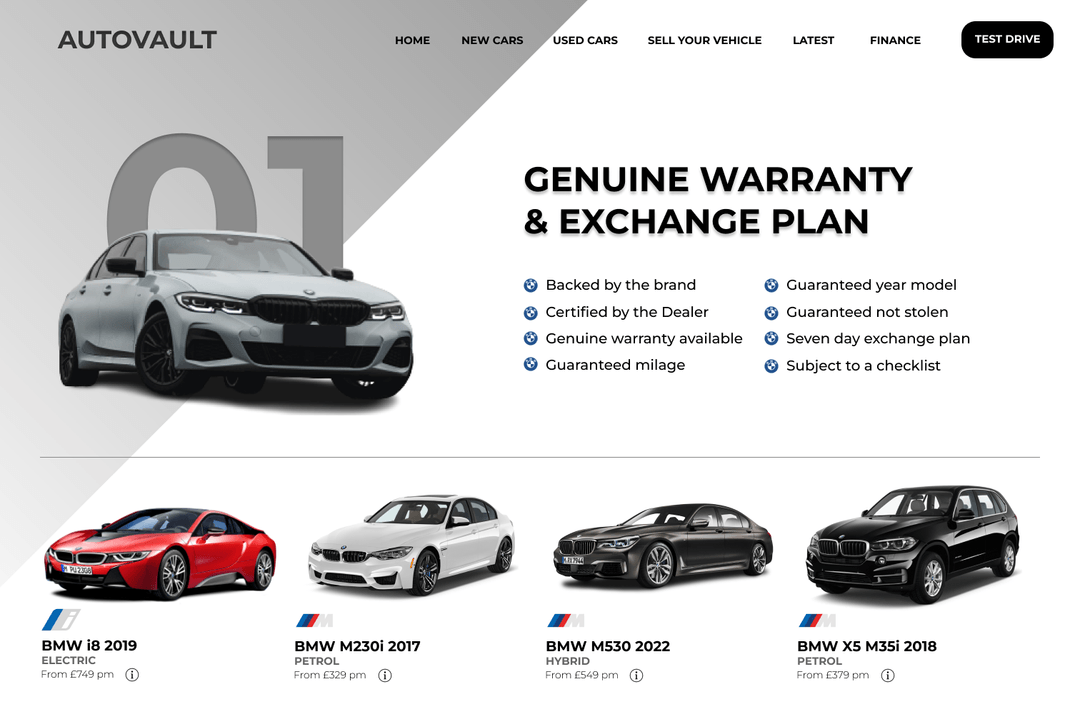 AUTOVAULT
HOME NEW CARS USED CARS SELL YOUR VEHICLE LATEST FINANCE TEST DRIVE
01
GENUINE WARRANTY
& EXCHANGE PLAN
Backed by the brand
Certified by the Dealer
Genuine warranty available
Guaranteed milage
Guaranteed year model
Guaranteed not stolen
Seven day exchange plan
Subject to a checklist
BMW i8 2019
ELECTRIC
From £749 pm
BMW M230i 2017
PETROL
From £329 pm
BMW M530 2022
HYBRID
From £549 pm
BMW X5 M35i 2018
PETROL
From £379 pm